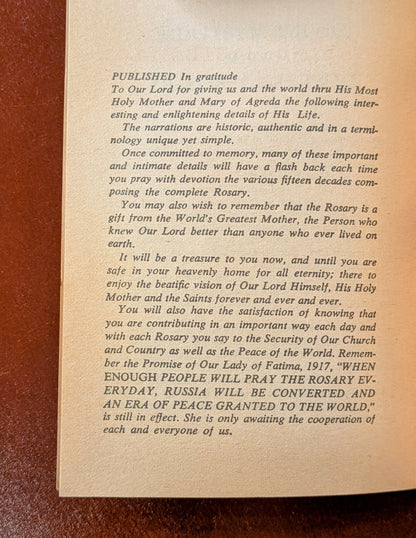 PUBLISHED In gratitude
To Our Lord for giving us and the world thru His Most
Holy Mother and Mary of Agreda the following inter-
esting and enlightening details of His Life.
The narrations are historic, authentic and in a termi-
nology unique yet simple.
Once committed to memory, many of these important
and intimate details will have a flash back each time
you pray with devotion the various fifteen decades com-
posing the complete Rosary.
You may also wish to remember that the Rosary is a
gift from the World's Greatest Mother, the Person who
knew Our Lord better than anyone who ever lived on
earth.
It will be a treasure to you now, and until you are
safe in your heavenly home for all eternity; there to
enjoy the beatific vision of Our Lord Himself, His Holy
Mother and the Saints forever and ever and ever.
You will also have the satisfaction of knowing that
you are contributing in an important way each day and
with each Rosary you say to the Security of Our Church
and Country as well as the Peace of the World. Remem-
ber the Promise of Our Lady of Fatima, 1917, "WHEN
ENOUGH PEOPLE WILL PRAY THE ROSARY EV-
ERYDAY, RUSSIA WILL BE CONVERTED AND
AN ERA OF PEACE GRANTED TO THE WORLD,"
is still in effect. She is only awaiting the cooperation of
each and everyone of us.